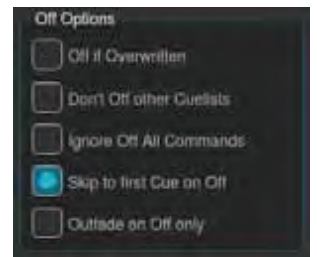 Off Options
Off if Overwritten
Don't Off other Cuelists
Ignore Off All Commands
Skip to first Cue on Off
Outfade on Off only